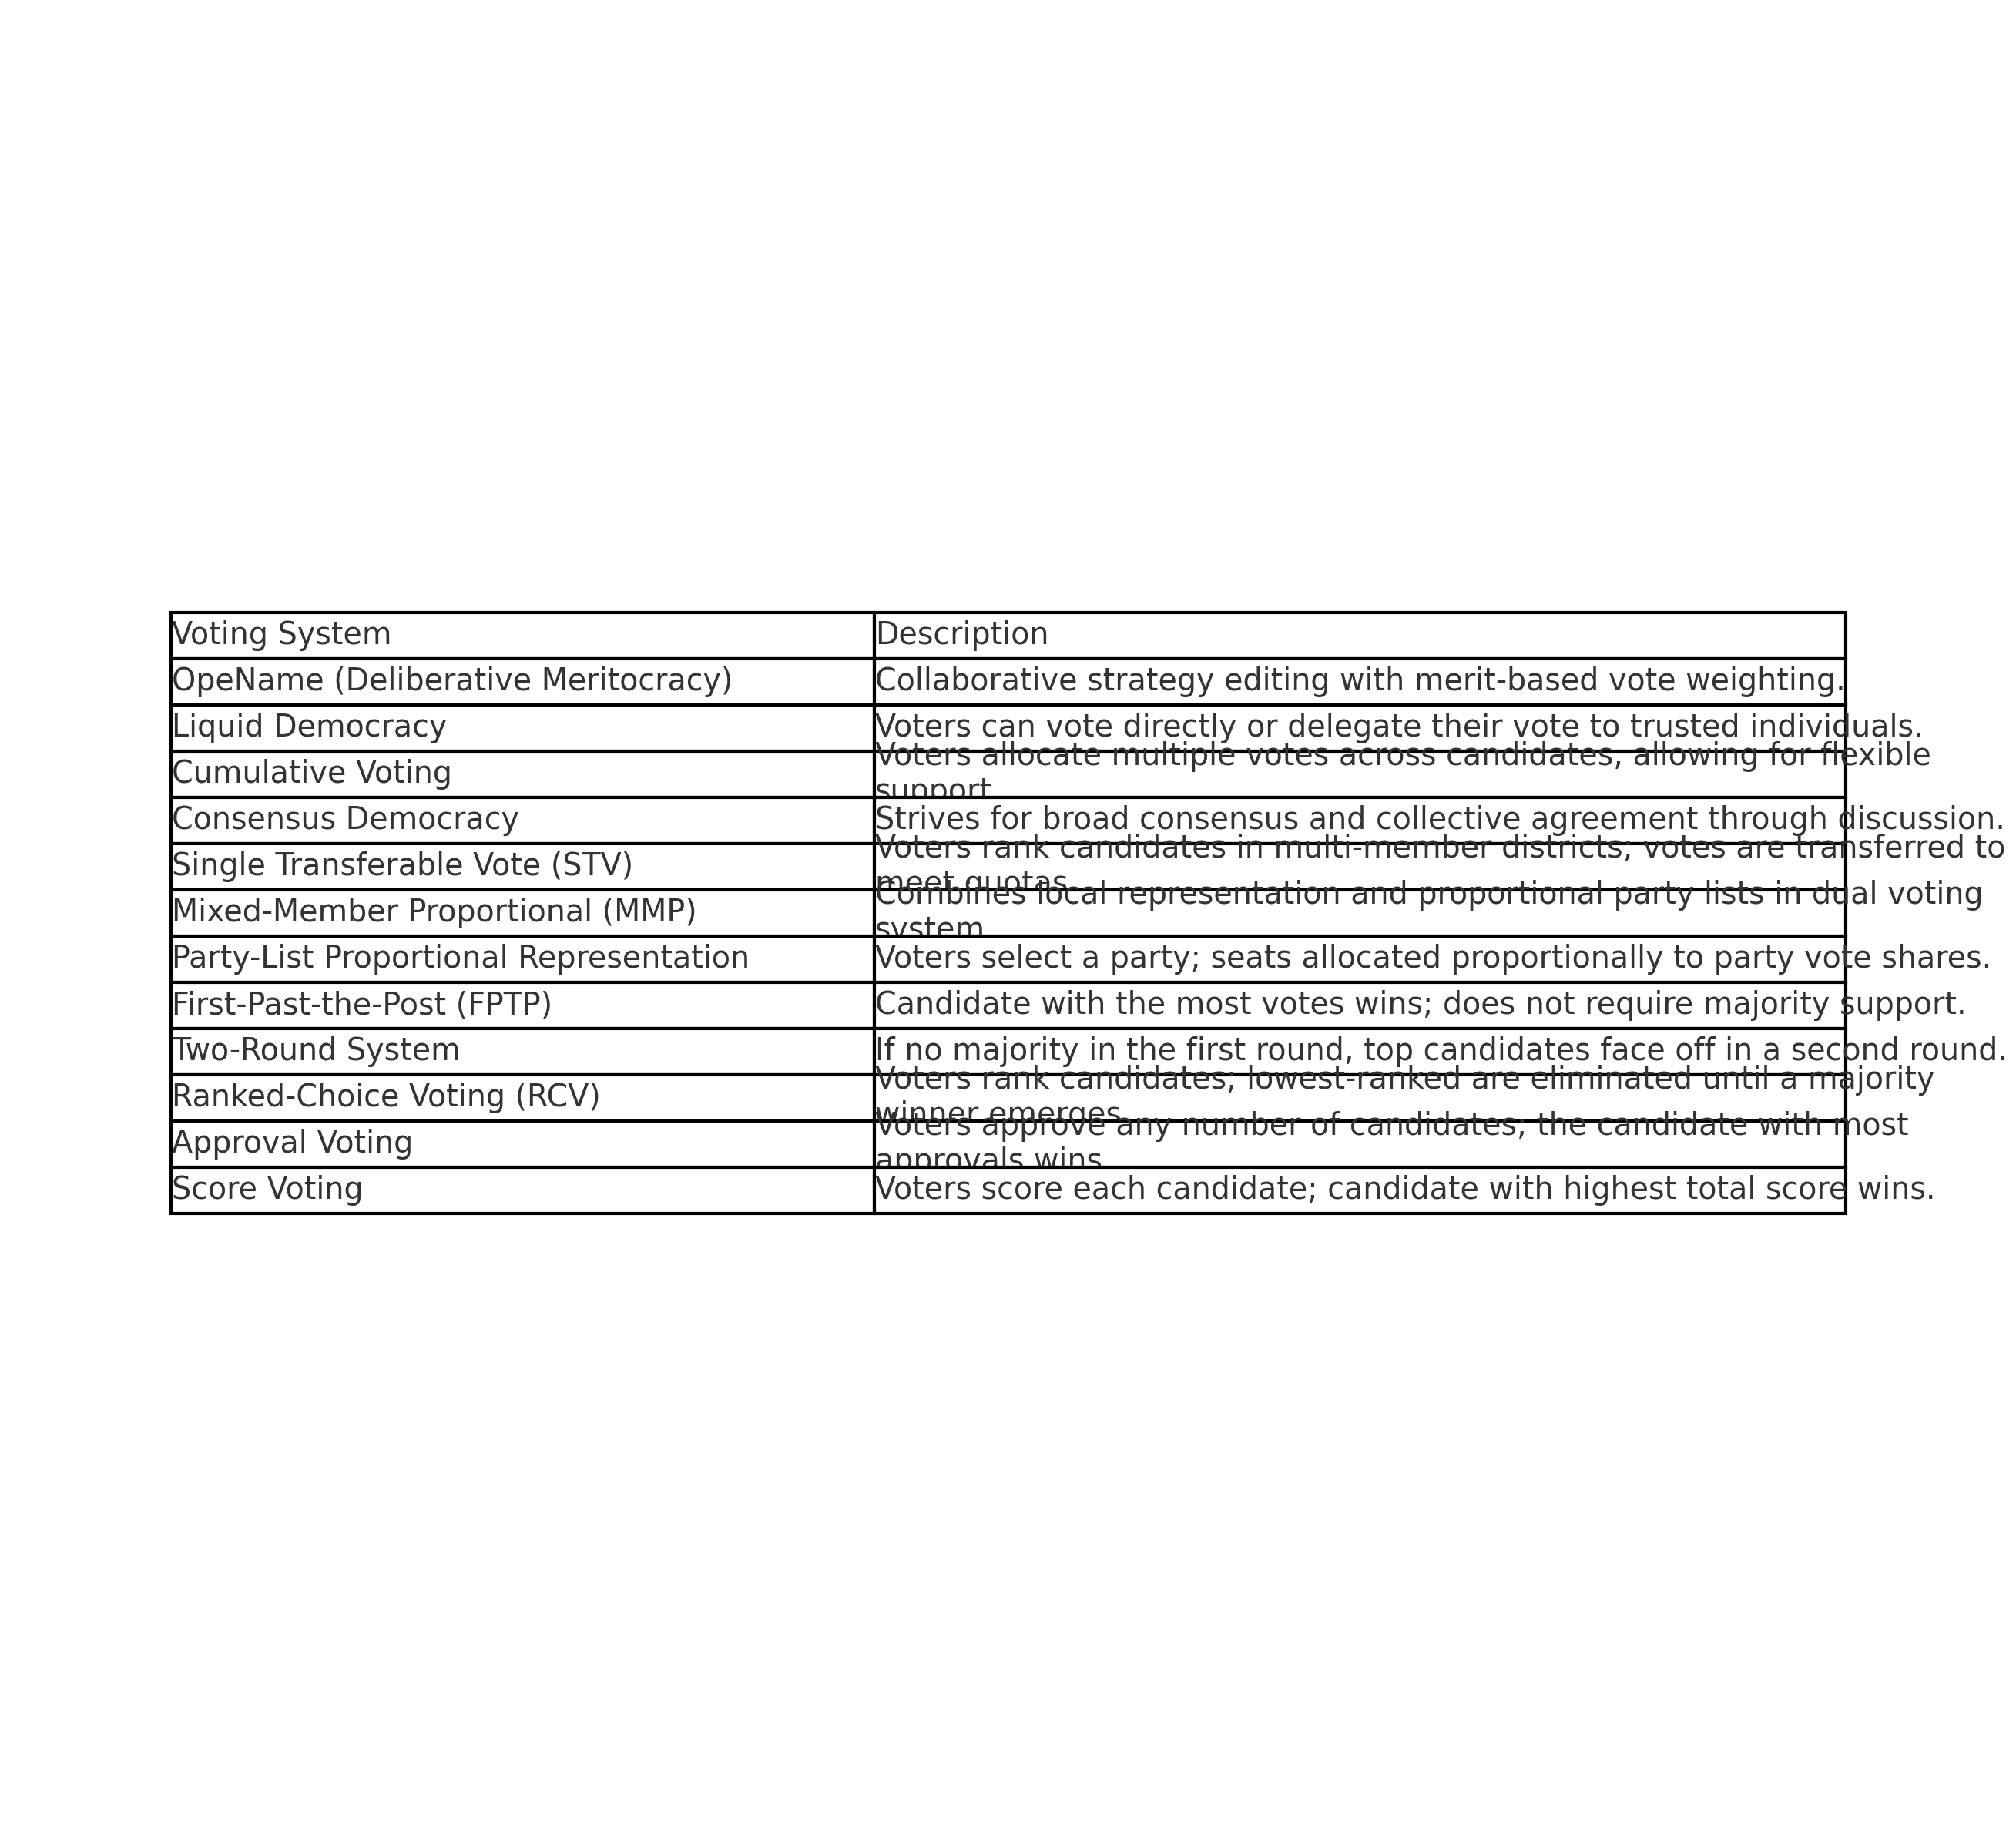 Voting System
Description
OpeName (Deliberative Meritocracy)
Collaborative strategy editing with merit-based vote weighting.
Liquid Democracy
Voters can vote directly or delegate their vote to trusted individuals.
Cumulative Voting
Voters allocate multiple votes across candidates, allowing for flexible
support
Consensus Democracy
Strives for broad consensus and collective agreement through discussion.
Single Transferable Vote (STV)
Voters rank candidates in multi-member districts; votes are transferred to
meet quotas
Mixed-Member Proportional (MMP)
Combines local representation and proportional party lists in dual voting
system
Party-List Proportional Representation
Voters select a party; seats allocated proportionally to party vote shares.
First-Past-the-Post (FPTP)
Candidate with the most votes wins; does not require majority support.
Two-Round System
If no majority in the first round, top candidates face off in a second round.
Ranked-Choice Voting (RCV)
Voters rank candidates; lowest-ranked are eliminated until a majority
winner emerges
Approval Voting
Voters approve any number of candidates; the candidate with most
approvals wins
Score Voting
Voters score each candidate; candidate with highest total score wins.